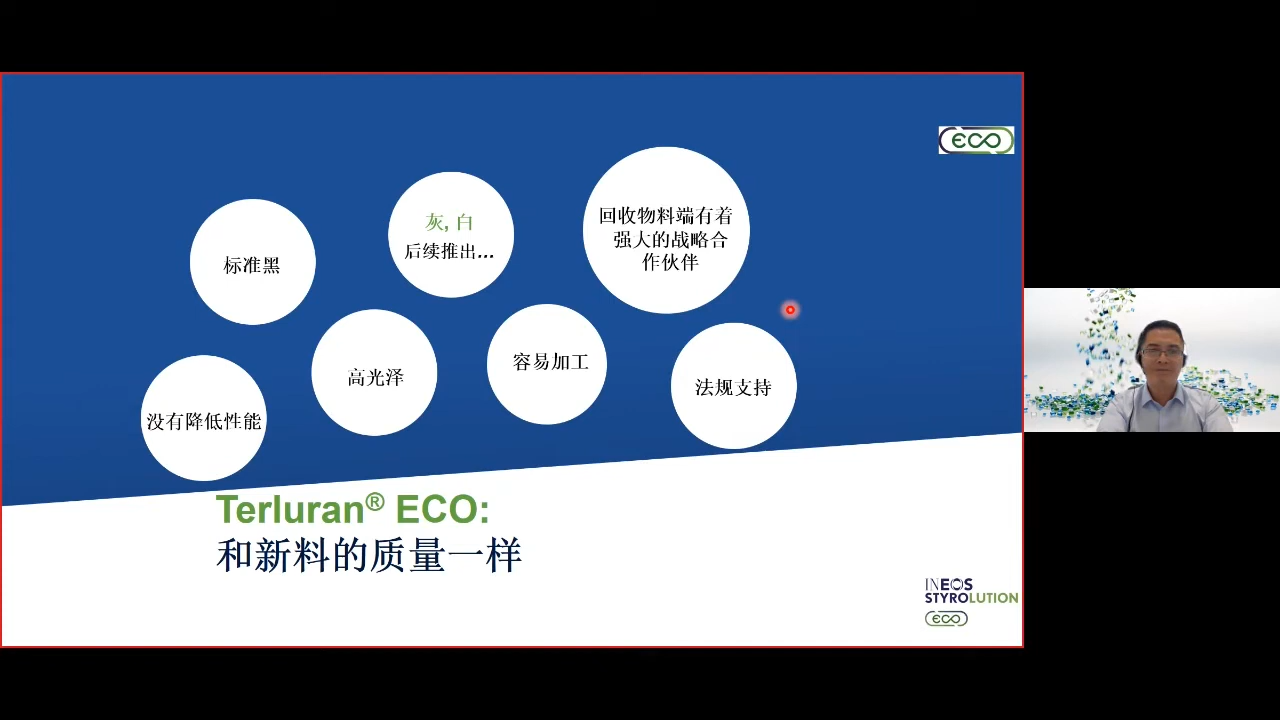 ECO
标准黑
灰, 白
后续推出...
回收物料端有着
强大的战略合
作伙伴
没有降低性能
高光泽
容易加工
法规支持
Terluran® ECO:
和新料的质量一样
INEOS
STYROLUTION
ECO